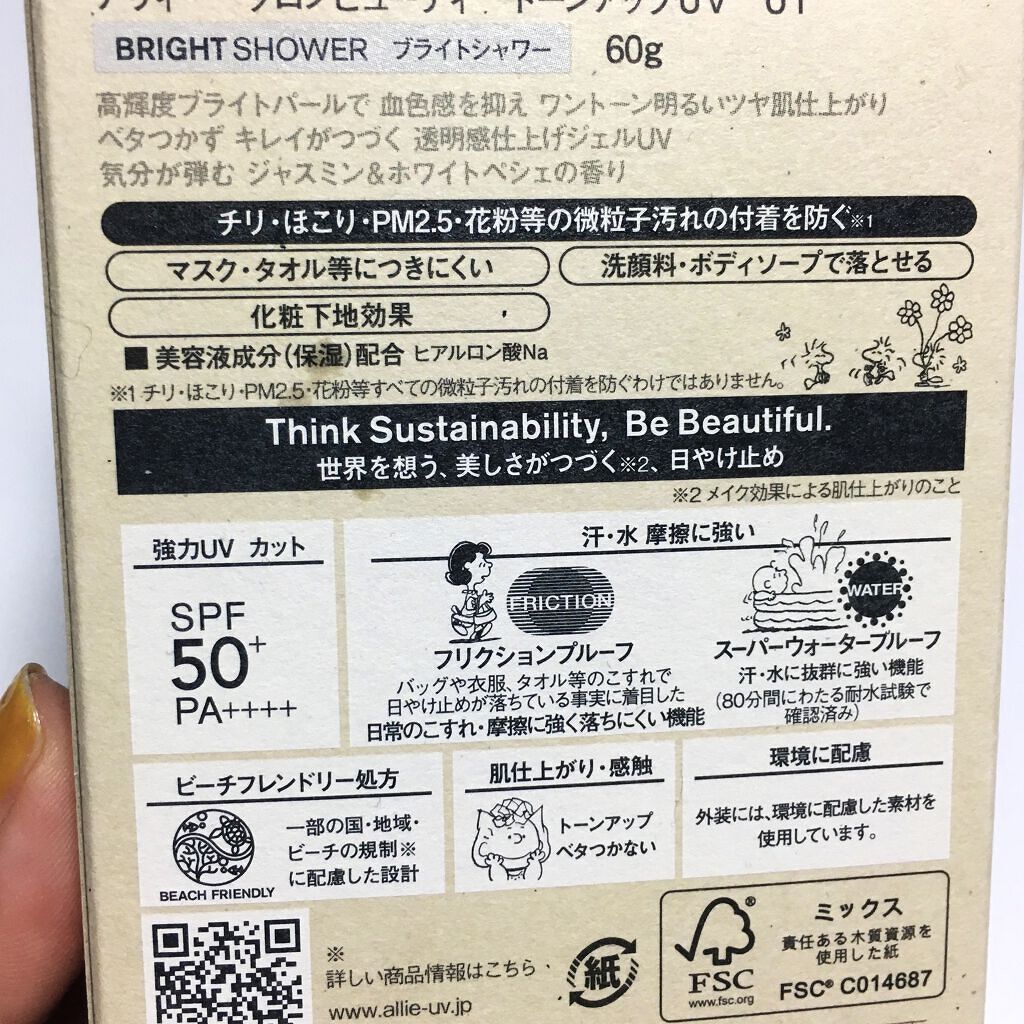 アリィー クロノビューティ トーンアップUV 01
BRIGHT SHOWER ブライトシャワー 60g
高輝度ブライトパールで 血色感を抑え ワントーン明るいツヤ肌仕上がり
ベタつかず キレイがつづく 透明感仕上げジェルUV
気分が弾む ジャスミン&ホワイトペシェの香り
チリ・ほこり・PM2.5・花粉等の微粒子汚れの付着を防ぐ※1
マスク・タオル等につきにくい
洗顔料・ボディソープで落とせる
化粧下地効果
■ 美容液成分(保湿)配合 ヒアルロン酸Na
※1 チリ・ほこり・PM2.5・花粉等すべての微粒子汚れの付着を防ぐわけではありません。
Think Sustainability, Be Beautiful.
世界を想う、美しさがつづく※2、日やけ止め
※2 メイク効果による肌仕上がりのこと
強力UV カット
SPF
50+
PA++++
汗・水 摩擦に強い
FRICTION
フリクションプルーフ
バッグや衣服、タオル等のこすれで
日やけ止めが落ちている事実に着目した
日常のこすれ・摩擦に強く落ちにくい機能
WATER
スーパーウォータープルーフ
汗・水に抜群に強い機能
(80分間にわたる耐水試験で
確認済み)
ビーチフレンドリー処方
BEACH FRIENDLY
一部の国・地域・
ビーチの規制※
に配慮した設計
肌仕上がり・感触
トーンアップ
ベタつかない
環境に配慮
外装には、環境に配慮した素材を
使用しています。
※
詳しい商品情報はこちら
www.allie-uv.jp
紙
FSC
www.fsc.org
ミックス
責任ある木質資源を
使用した紙
FSC® C014687